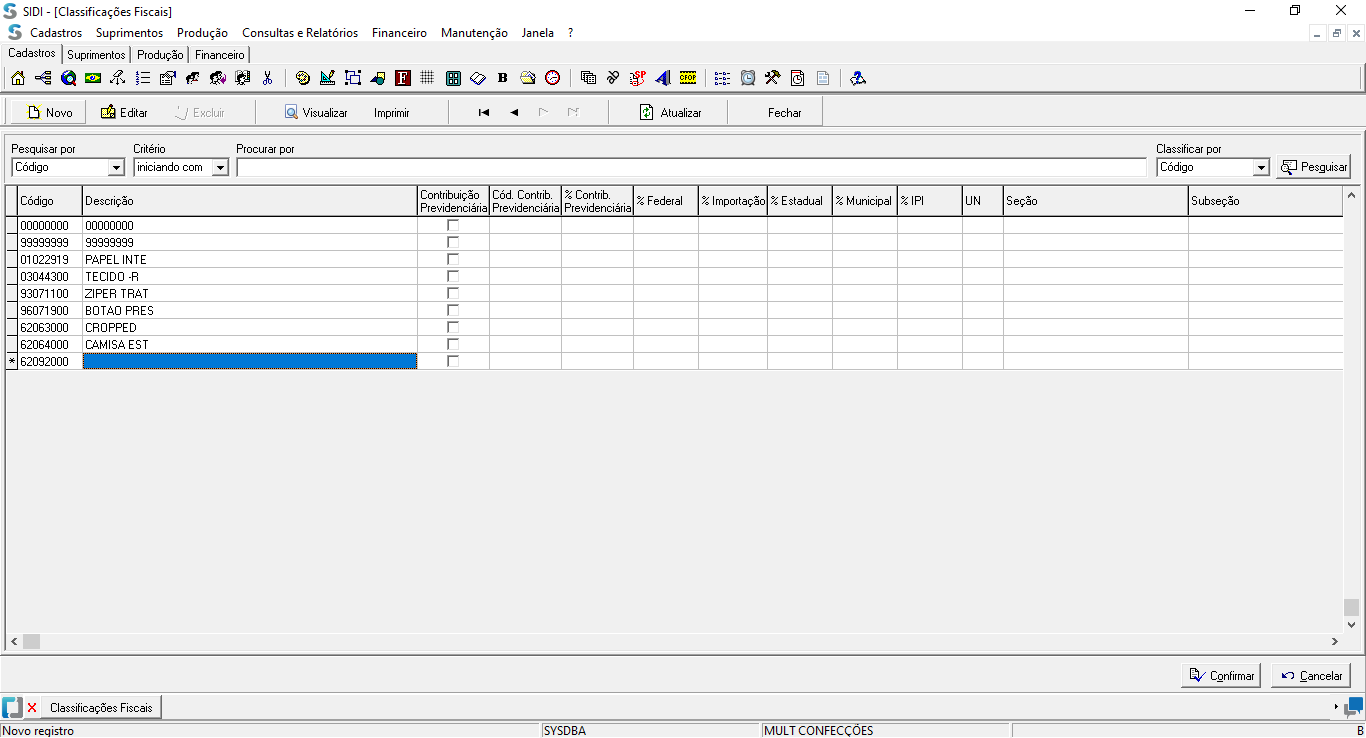 SIDI - [Classificações Fiscais]
Cadastros Suprimentos Produção Consultas e Relatórios Financeiro Manutenção Janela ?
Cadastros Suprimentos Produção Financeiro
F B SP CFOP
Novo Editar Excluir Visualizar Imprimir Atualizar Fechar
Pesquisar por Critério Procurar por Classificar por
Código iniciando com Código Pesquisar
Código Descrição Contribuição Previdenciária Cód. Contrib. Previdenciária % Contrib. Previdenciária % Federal % Importação % Estadual % Municipal % IPI UN Seção Subseção
00000000 00000000
99999999 99999999
01022919 PAPEL INTE
03044300 TECIDO -R
93071100 ZIPER TRAT
96071900 BOTAO PRES
62063000 CROPPED
62064000 CAMISA EST
* 62092000
Confirmar Cancelar
Classificações Fiscais
Novo registro SYSDBA MULT CONFECÇÕES B